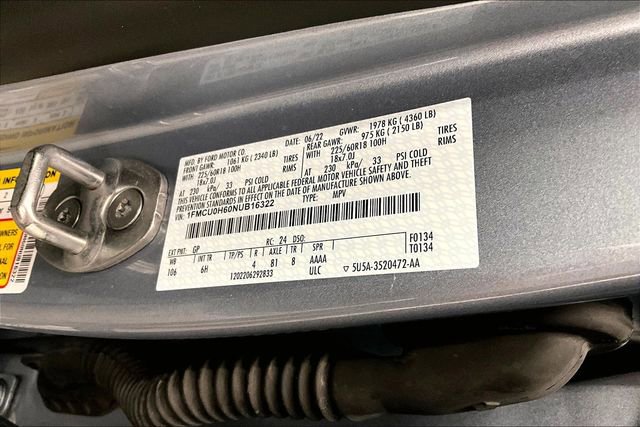 MFD. BY FORD MOTOR CO.
DATE: 06/22 GVWR: 1978 KG (4360 LB)
FRONT GAWR: 1061 KG (2340 LB)
REAR GAWR: 975 KG (2150 LB)
WITH 225/60R18 100H TIRES
WITH 225/60R18 100H TIRES
18x7.0J RIMS
18x7.0J RIMS
AT 230 kPa/ 33 PSI COLD
AT 230 kPa/ 33 PSI COLD
THIS VEHICLE CONFORMS TO ALL APPLICABLE FEDERAL MOTOR VEHICLE SAFETY AND THEFT
PREVENTION STANDARDS IN EFFECT ON THE DATE OF MANUFACTURE SHOWN ABOVE.
VIN: 1FMCU0H60NUB16322 TYPE: MPV
EXT PNT: GP RC: 24 DSO: F0134
WB INT TR TP/PS R AXLE TR SPR T0134
106 6H 4 81 8 AAAA
1202206292833 ULC ▽ 5U5A-3520472-AA